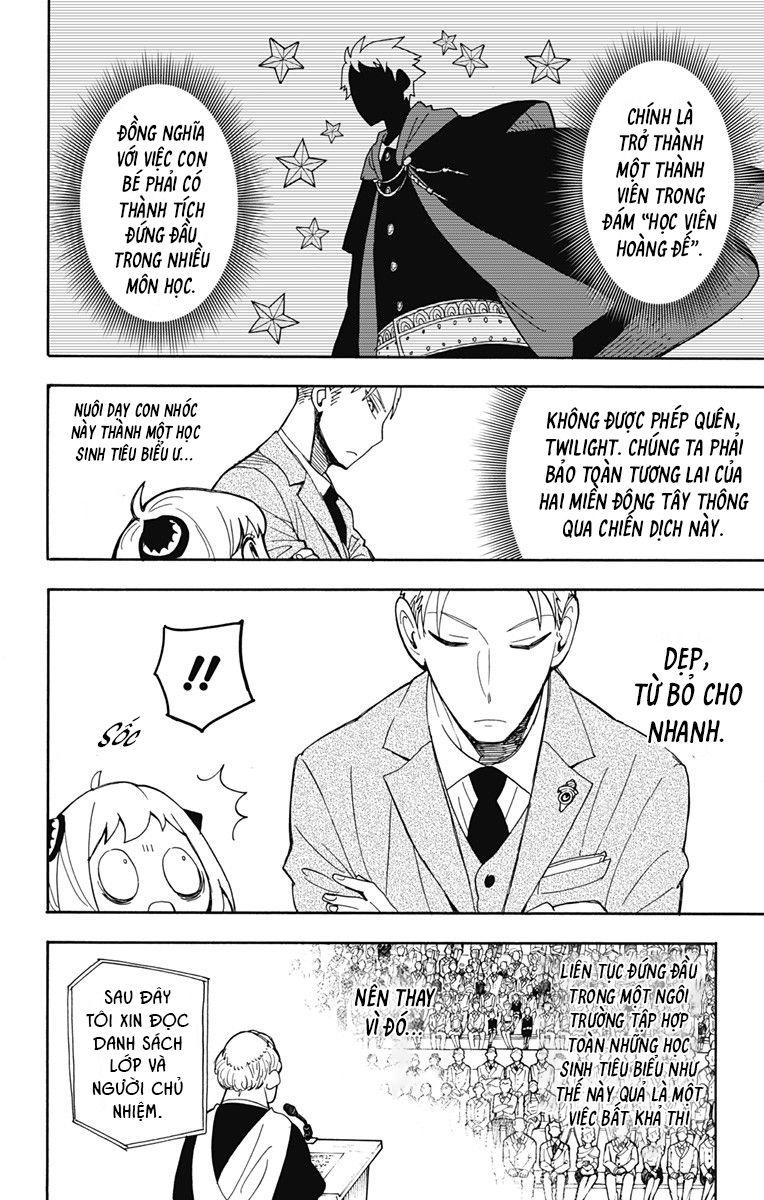 CHÍNH LÀ
TRỞ THÀNH
MỘT THÀNH
VIÊN TRONG
ĐÁM "HỌC VIÊN
HOÀNG ĐẾ".
ĐỒNG NGHĨA
VỚI VIỆC CON
BÉ PHẢI CÓ
THÀNH TÍCH
ĐỨNG ĐẦU
TRONG NHIỀU
MÔN HỌC.
KHÔNG ĐƯỢC PHÉP QUÊN,
TWILIGHT. CHÚNG TA PHẢI
BẢO TOÀN TƯƠNG LAI CỦA
HAI MIỀN ĐÔNG TÂY THÔNG
QUA CHIẾN DỊCH NÀY.
NUÔI DẠY CON NHÓC
NÀY THÀNH MỘT HỌC
SINH TIÊU BIỂU Ư...
DẸP,
TỪ BỎ CHO
NHANH.
!!
SỐC
LIÊN TỤC ĐỨNG ĐẦU
TRONG MỘT NGÔI
TRƯỜNG TẬP HỢP
TOÀN NHỮNG HỌC
SINH TIÊU BIỂU NHƯ
THẾ NÀY QUẢ LÀ MỘT
VIỆC BẤT KHẢ THI
NÊN THAY
VÌ ĐÓ...
SAU ĐÂY
TÔI XIN ĐỌC
DANH SÁCH
LỚP VÀ
NGƯỜI CHỦ
NHIỆM.